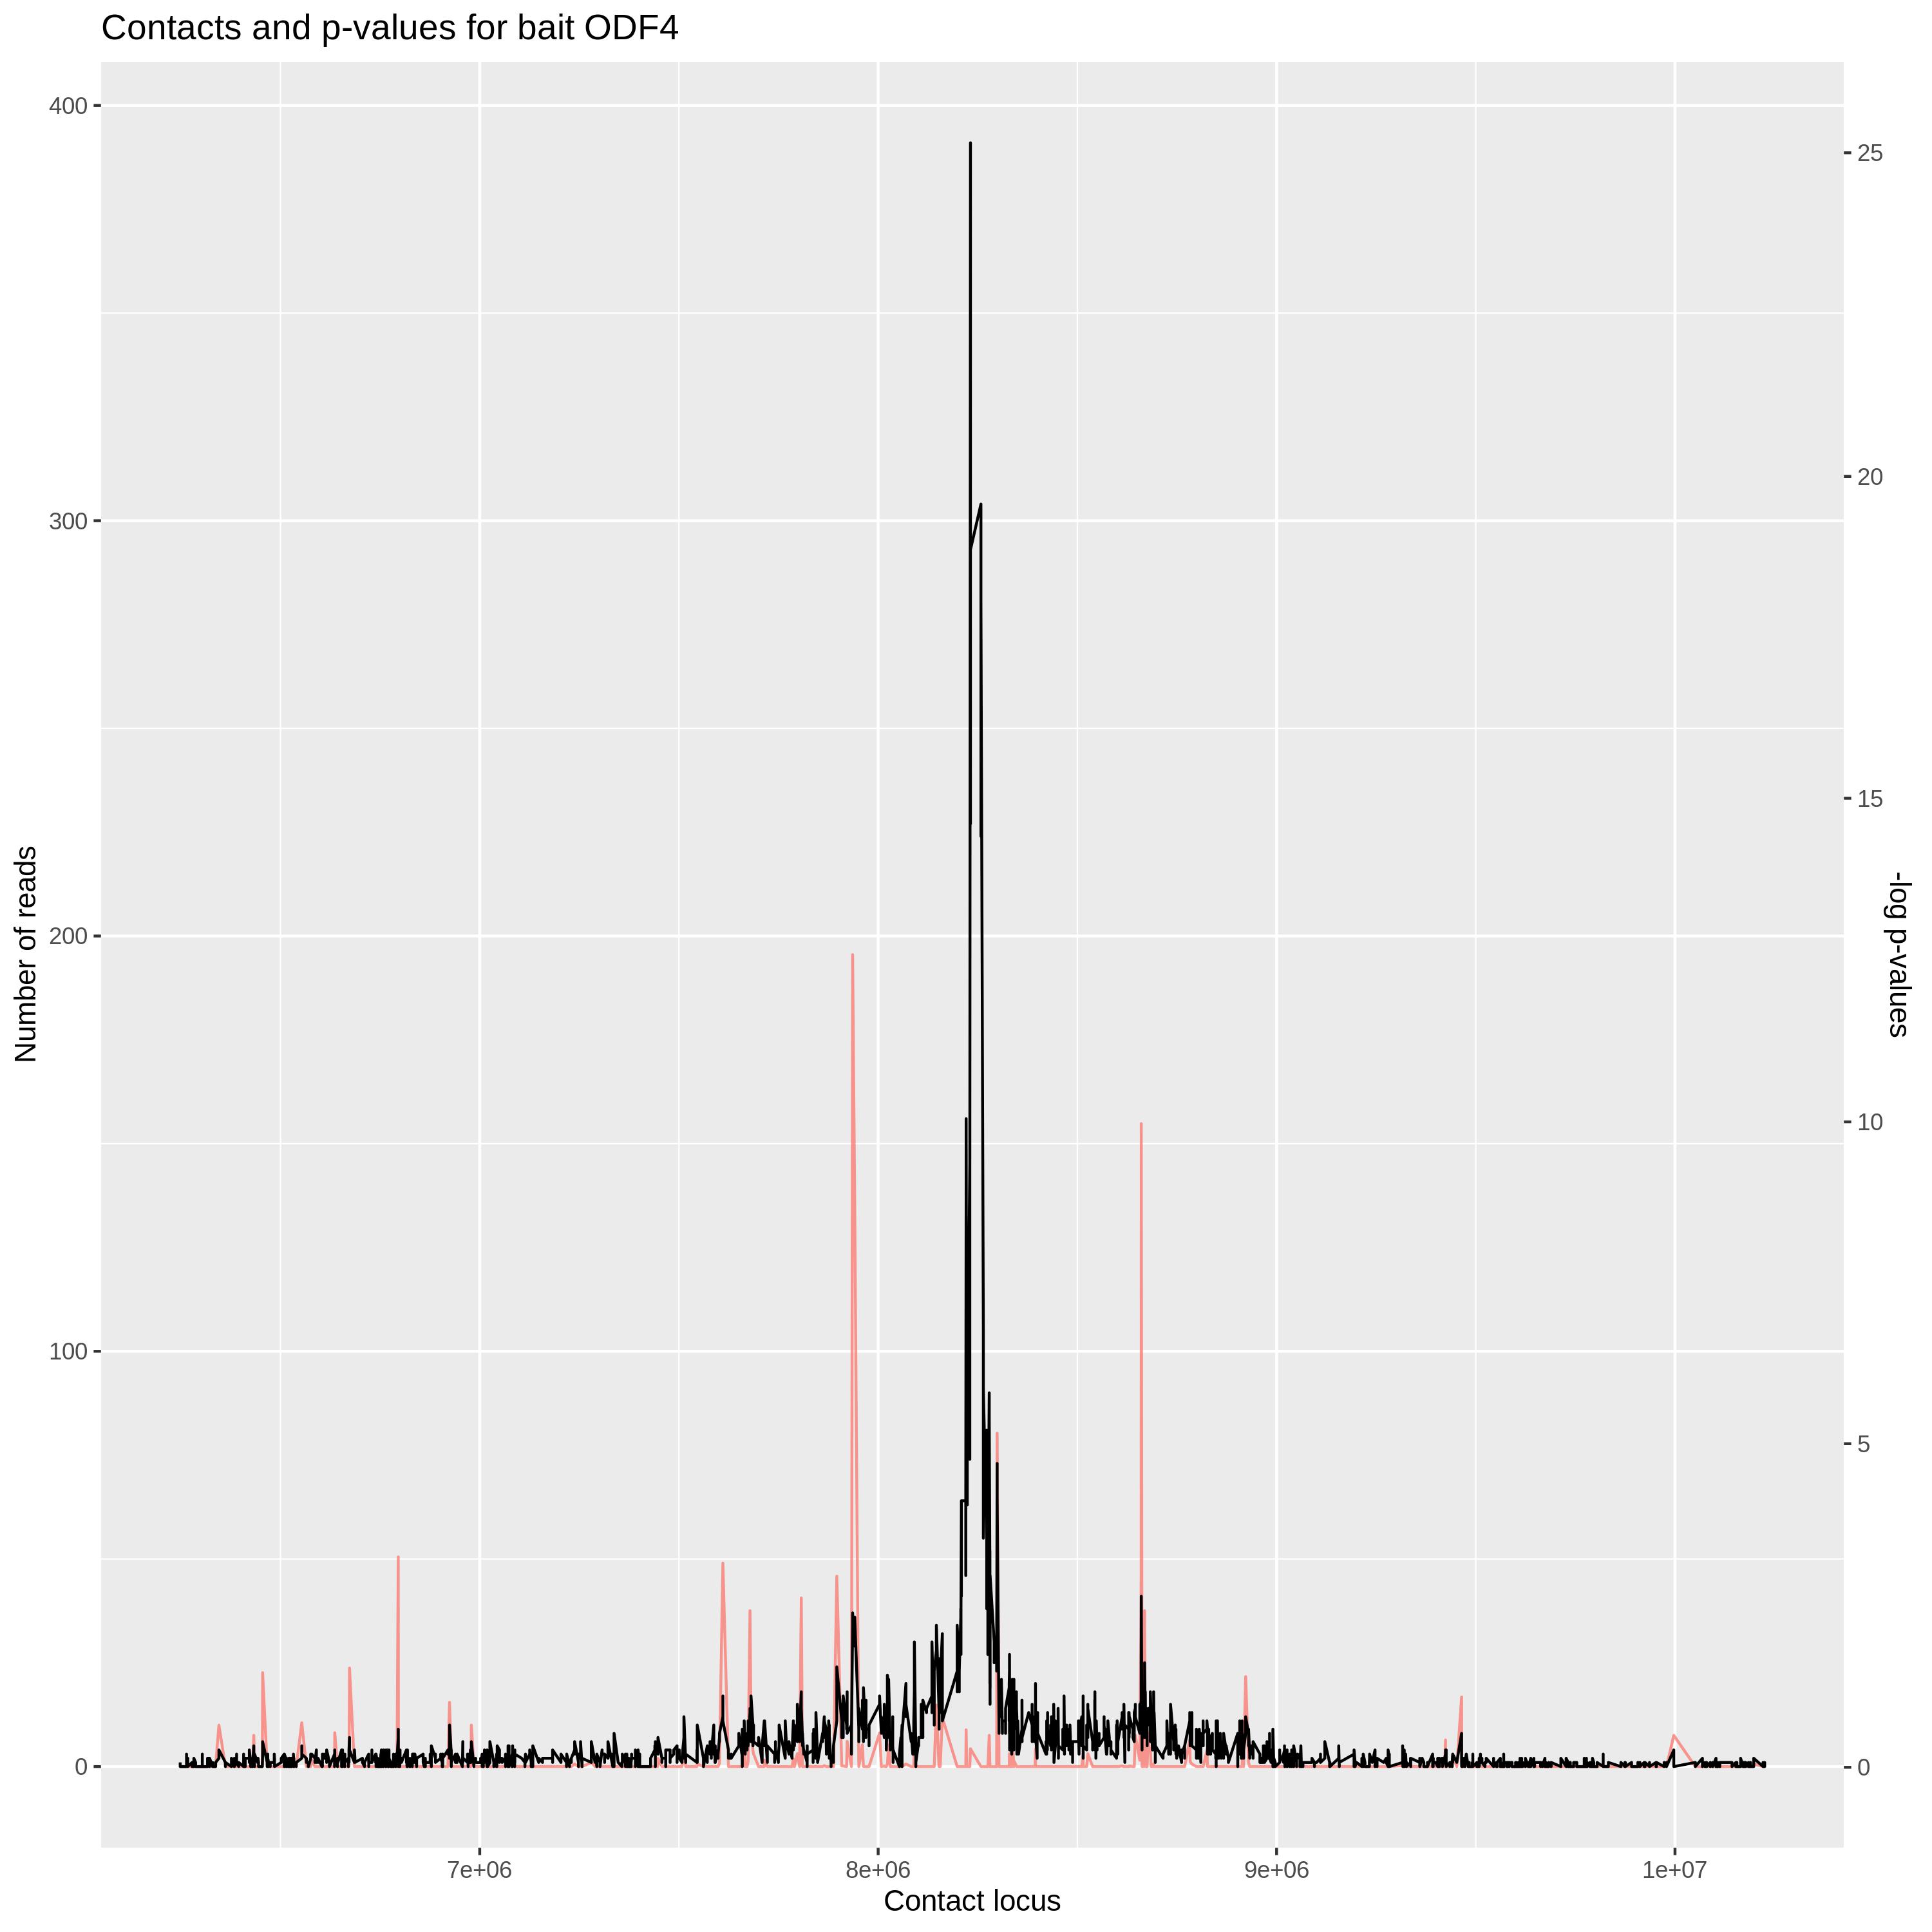 Contacts and p-values for bait ODF4
400
300
200
100
0
Number of reads
25
20
15
10
5
0
-log p-values
7e+06
8e+06
9e+06
1e+07
Contact locus